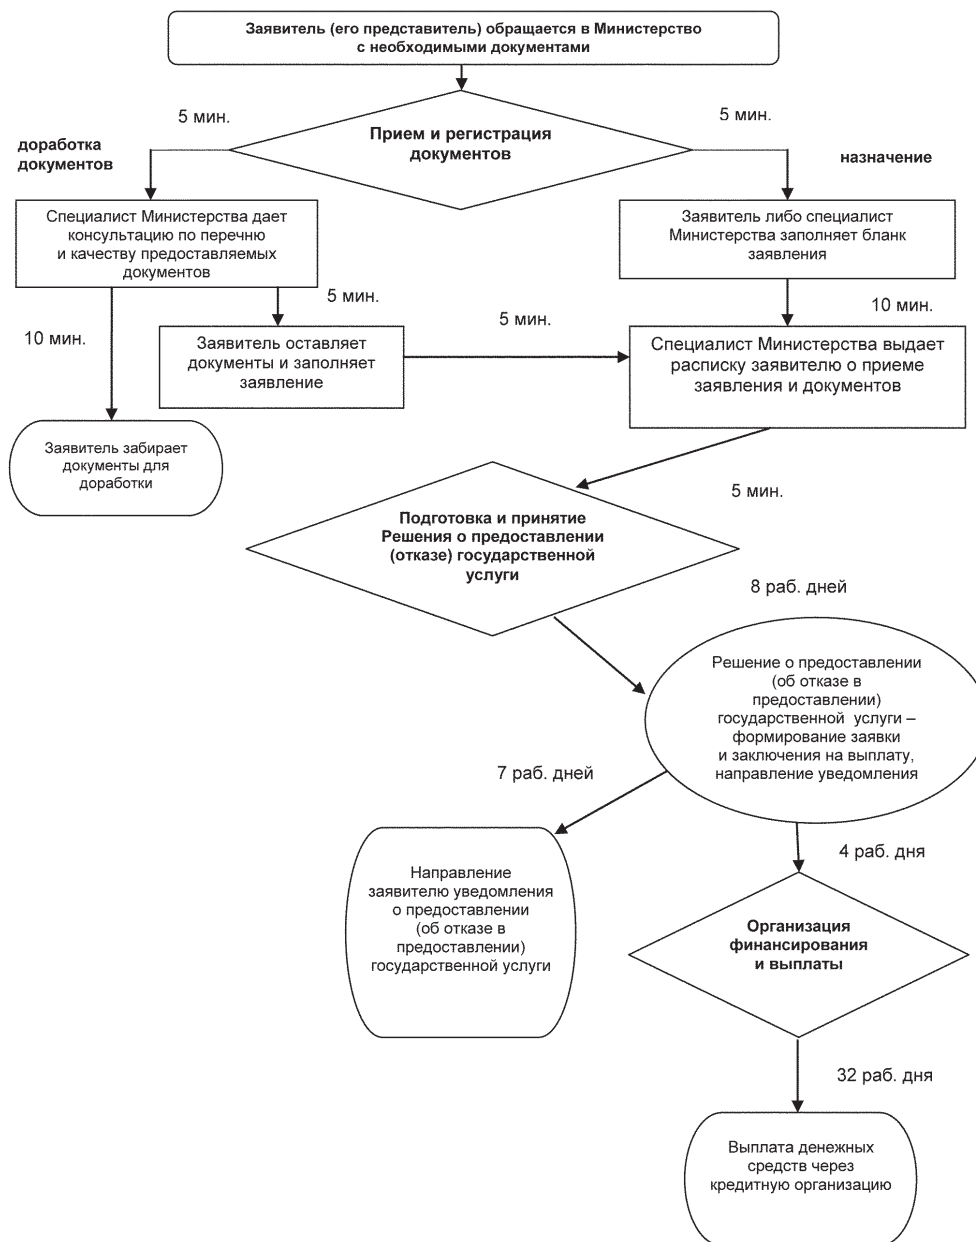 Заявитель (его представитель) обращается в Министерство
с необходимыми документами
5 мин.
5 мин.
Прием и регистрация
документов
доработка
документов
назначение
Специалист Министерства дает
консультацию по перечню
и качеству предоставляемых
документов
Заявитель либо специалист
Министерства заполняет бланк
заявления
5 мин.
10 мин.
10 мин.
5 мин.
Заявитель оставляет
документы и заполняет
заявление
Специалист Министерства выдает
расписку заявителю о приеме
заявления и документов
Заявитель забирает
документы для
доработки
5 мин.
Подготовка и принятие
Решения о предоставлении
(отказе) государственной
услуги
8 раб. дней
Решение о предоставлении
(об отказе в
предоставлении)
государственной услуги –
формирование заявки
и заключения на выплату,
направление уведомления
7 раб. дней
4 раб. дня
Направление
заявителю уведомления
о предоставлении
(об отказе в
предоставлении)
государственной услуги
Организация
финансирования
и выплаты
32 раб. дня
Выплата денежных
средств через
кредитную организацию